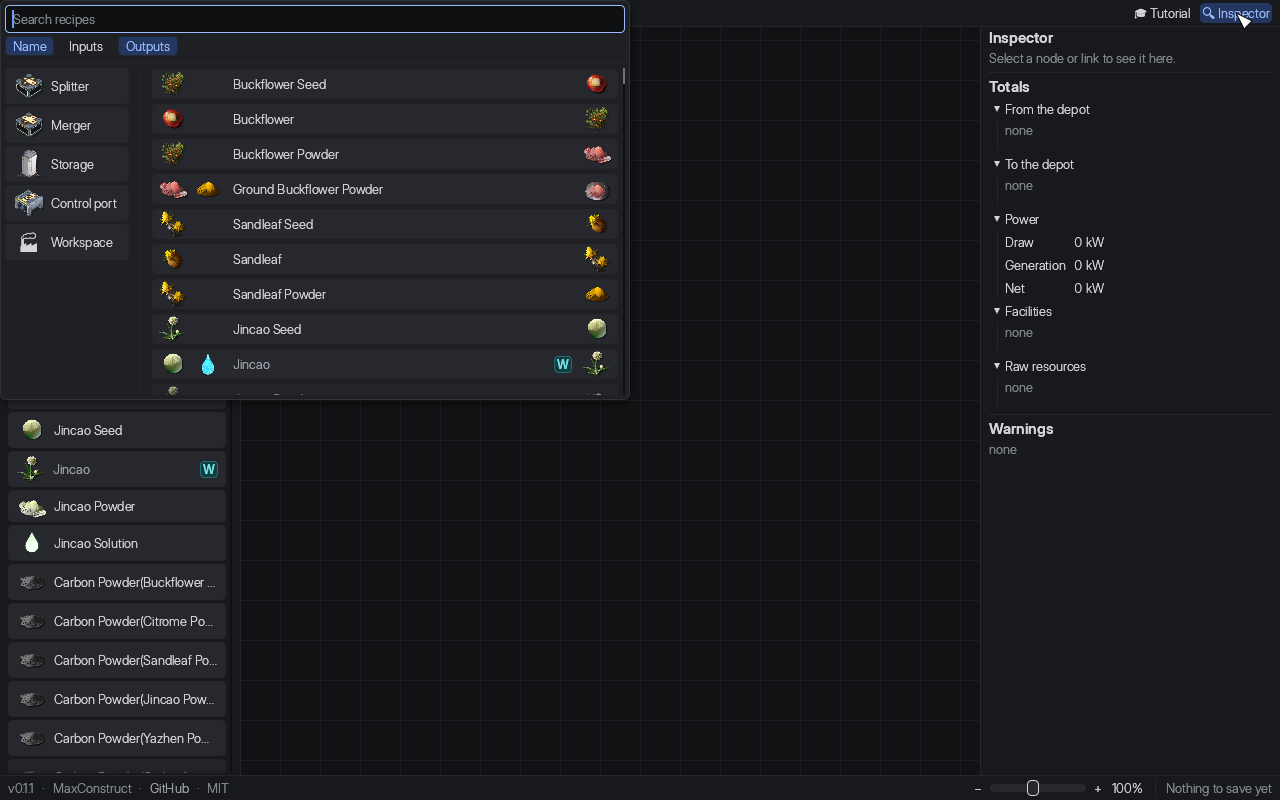 Search recipes
Tutorial
Inspector
Name
Inputs
Outputs
Splitter
Merger
Storage
Control port
Workspace
Buckflower Seed
Buckflower
Buckflower Powder
Ground Buckflower Powder
Sandleaf Seed
Sandleaf
Sandleaf Powder
Jincao Seed
Jincao
W
Jincao Seed
Jincao
W
Jincao Powder
Jincao Solution
Carbon Powder(Buckflower ...
Carbon Powder(Citrome Po...
Carbon Powder(Sandleaf Po...
Carbon Powder(Jincao Pow...
Carbon Powder(Yazhen Po...
Inspector
Select a node or link to see it here.
Totals
From the depot
none
To the depot
none
Power
Draw 0 kW
Generation 0 kW
Net 0 kW
Facilities
none
Raw resources
none
Warnings
none
v0.1.1 · MaxConstruct · GitHub · MIT
− + 100%
Nothing to save yet